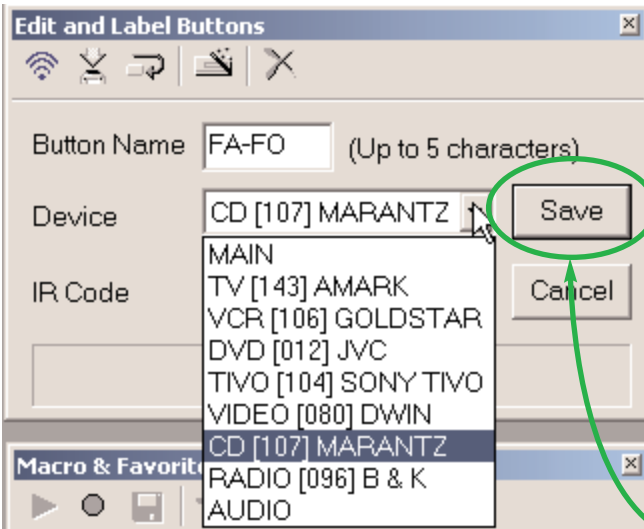 Edit and Label Buttons
Button Name FA-FO (Up to 5 characters)
Device CD [107] MARANTZ Save
MAIN
IR Code TV [143] AMARK Cancel
VCR [106] GOLDSTAR
DVD [012] JVC
TIVO [104] SONY TIVO
VIDEO [080] DWIN
CD [107] MARANTZ
Macro & Favorit
RADIO [096] B & K
AUDIO